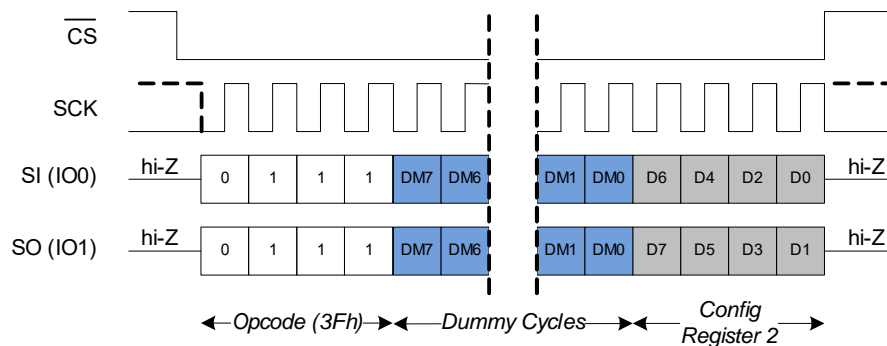 CS
SCK
SI (IO0) hi-Z 0 1 1 1 DM7 DM6 DM1 DM0 D6 D4 D2 D0 hi-Z
SO (IO1) hi-Z 0 1 1 1 DM7 DM6 DM1 DM0 D7 D5 D3 D1 hi-Z
Opcode (3Fh) Dummy Cycles Config
Register 2